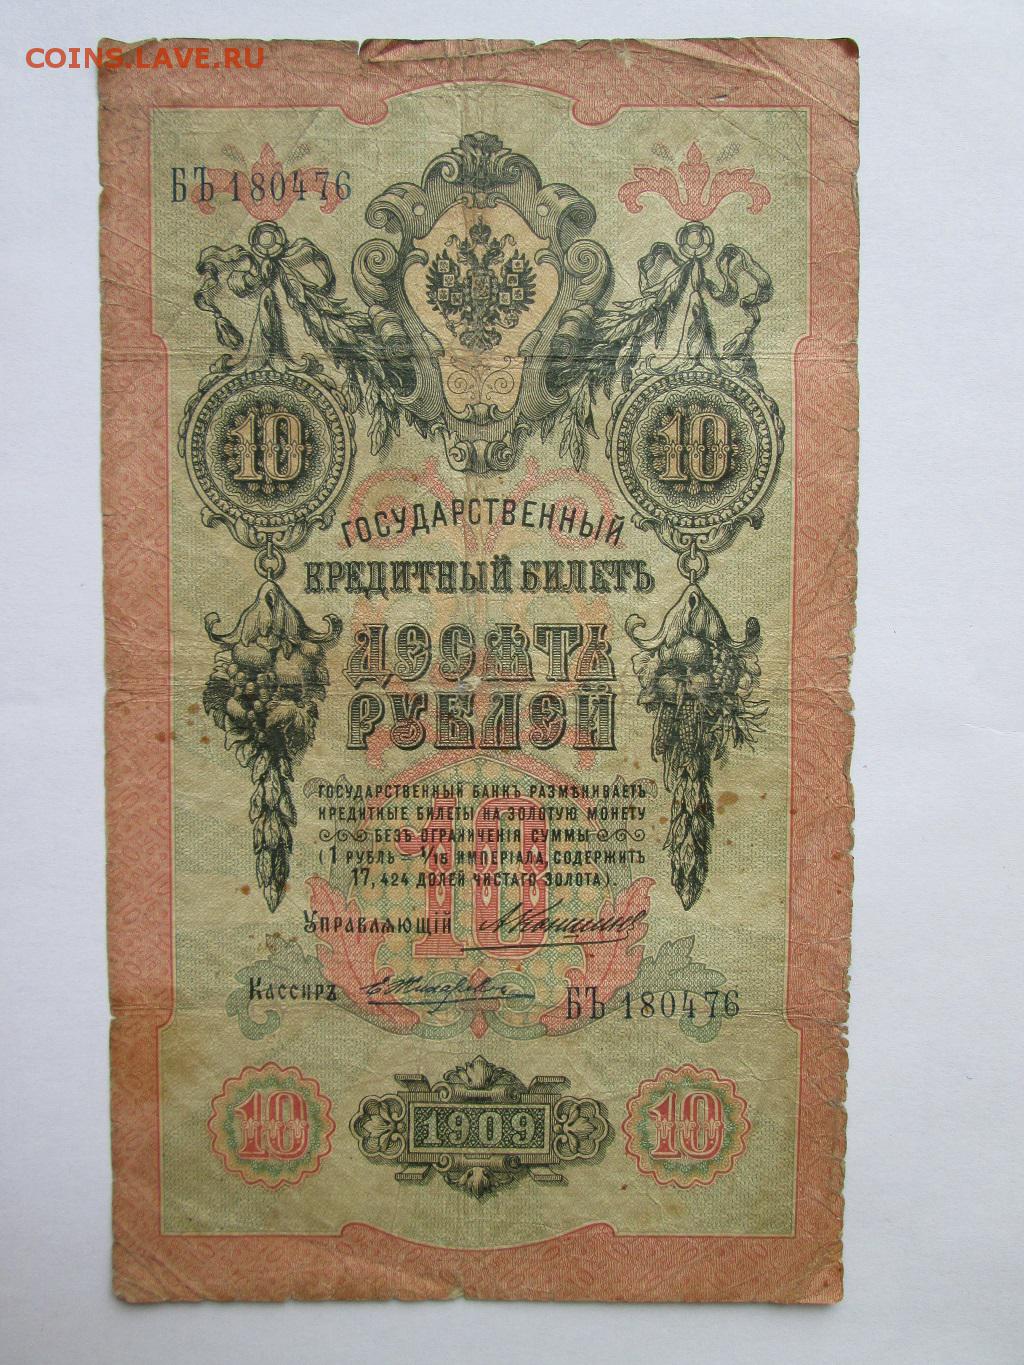 COINS.LAVE.RU
БЪ 180476
10 10
ГОСУДАРСТВЕННЫЙ
КРЕДИТНЫЙ БИЛЕТЪ
ДЕСЯТЬ
РУБЛЕЙ
ГОСУДАРСТВЕННЫЙ БАНКЪ РАЗМѢНИВАЕТЪ
КРЕДИТНЫЕ БИЛЕТЫ НА ЗОЛОТУЮ МОНЕТУ
БЕЗЪ ОГРАНИЧЕНІЯ СУММЫ
(1 РУБЛЬ = 1/15 ИМПЕРІАЛА, СОДЕРЖИТЪ
17,424 ДОЛЕЙ ЧИСТАГО ЗОЛОТА).
10
УПРАВЛЯЮЩІЙ АКоншинъ
КАССИРЪ
БЪ 180476
10 1909 10